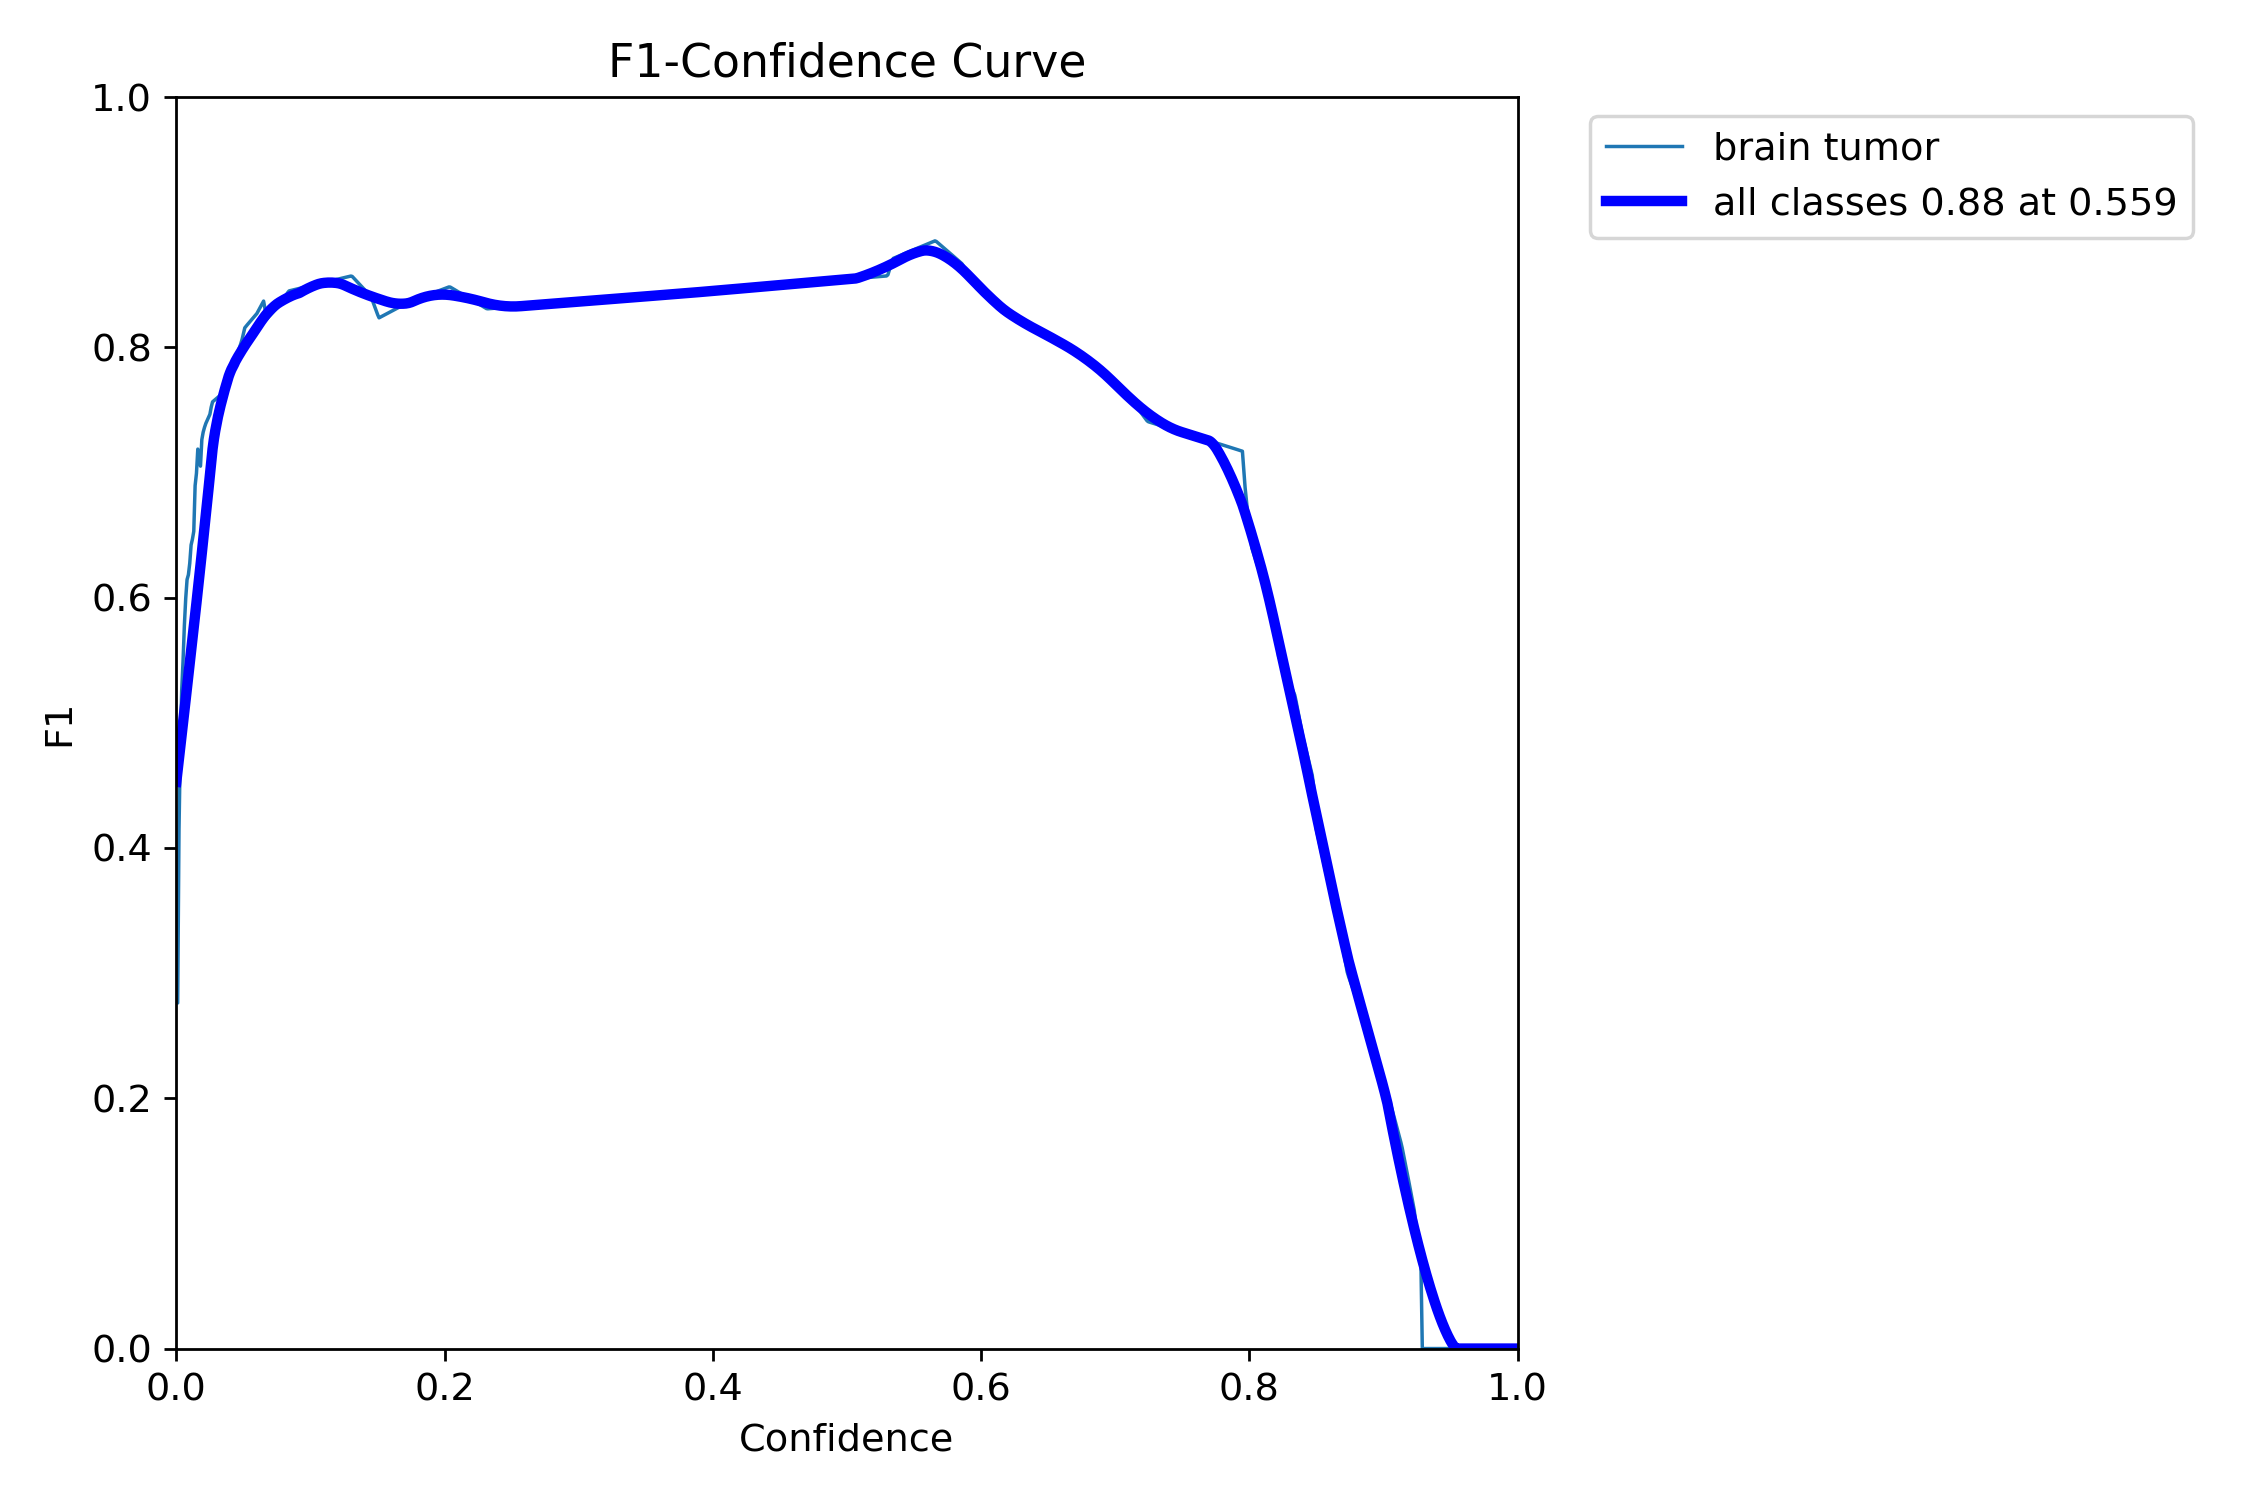 F1-Confidence Curve
1.0
0.8
0.6
0.4
0.2
0.0
F1
0.0 0.2 0.4 0.6 0.8 1.0
Confidence
brain tumor
all classes 0.88 at 0.559